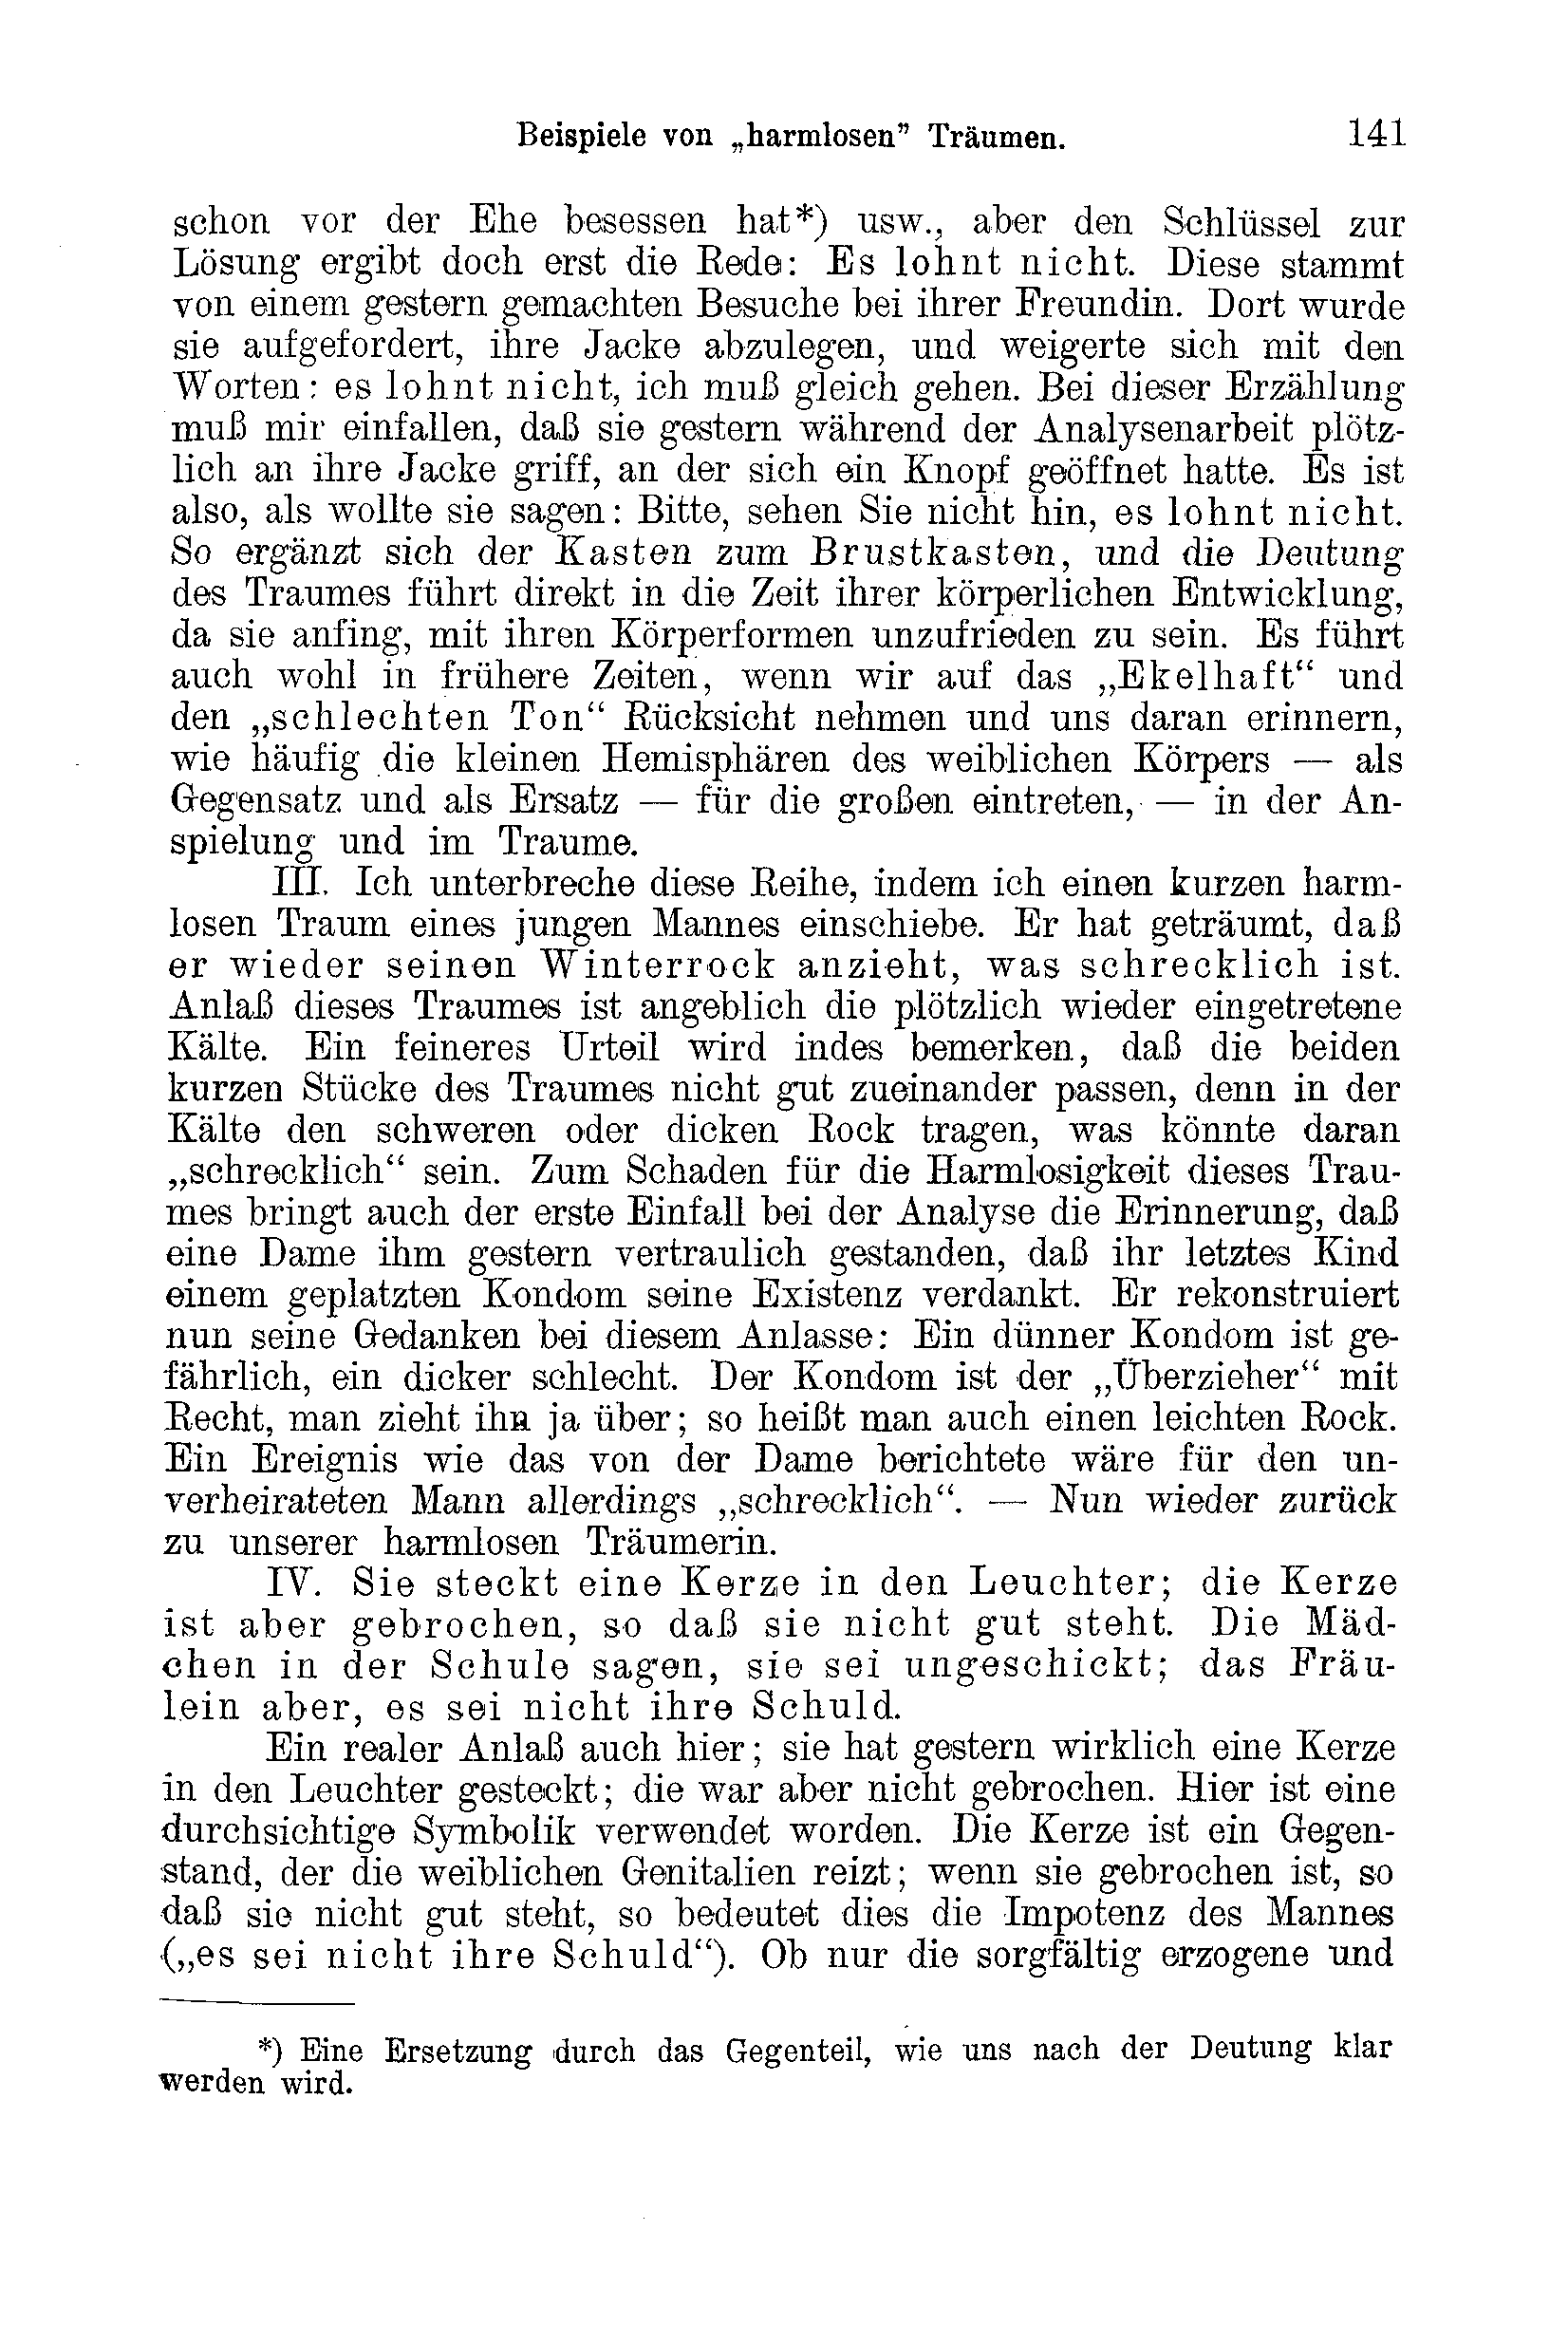 Beispiele von „harmlosen” Träumen. 141
schon vor der Ehe besessen hat*) usw., aber den Schlüssel zur
Lösung ergibt doch erst die Rede: Es lohnt nicht. Diese stammt
von einem gestern gemachten Besuche bei ihrer Freundin. Dort wurde
sie aufgefordert, ihre Jacke abzulegen, und weigerte sich mit den
Worten: es lohnt nicht, ich muß gleich gehen. Bei dieser Erzählung
muß mir einfallen, daß sie gestern während der Analysenarbeit plötz-
lich an ihre Jacke griff, an der sich ein Knopf geöffnet hatte. Es ist
also, als wollte sie sagen: Bitte, sehen Sie nicht hin, es lohnt nicht.
So ergänzt sich der Kasten zum Brustkasten, und die Deutung
des Traumes führt direkt in die Zeit ihrer körperlichen Entwicklung,
da sie anfing, mit ihren Körperformen unzufrieden zu sein. Es führt
auch wohl in frühere Zeiten, wenn wir auf das „Ekelhaft“ und
den „schlechten Ton“ Rücksicht nehmen und uns daran erinnern,
wie häufig die kleinen Hemisphären des weiblichen Körpers — als
Gegensatz und als Ersatz — für die großen eintreten, — in der An-
spielung und im Traume.
III. Ich unterbreche diese Reihe, indem ich einen kurzen harm-
losen Traum eines jungen Mannes einschiebe. Er hat geträumt, daß
er wieder seinen Winterrock anzieht, was schrecklich ist.
Anlaß dieses Traumes ist angeblich die plötzlich wieder eingetretene
Kälte. Ein feineres Urteil wird indes bemerken, daß die beiden
kurzen Stücke des Traumes nicht gut zueinander passen, denn in der
Kälte den schweren oder dicken Rock tragen, was könnte daran
„schrecklich“ sein. Zum Schaden für die Harmlosigkeit dieses Trau-
mes bringt auch der erste Einfall bei der Analyse die Erinnerung, daß
eine Dame ihm gestern vertraulich gestanden, daß ihr letztes Kind
einem geplatzten Kondom seine Existenz verdankt. Er rekonstruiert
nun seine Gedanken bei diesem Anlasse: Ein dünner Kondom ist ge-
fährlich, ein dicker schlecht. Der Kondom ist der „Überzieher“ mit
Recht, man zieht ihn ja über; so heißt man auch einen leichten Rock.
Ein Ereignis wie das von der Dame berichtete wäre für den un-
verheirateten Mann allerdings „schrecklich“. — Nun wieder zurück
zu unserer harmlosen Träumerin.
IV. Sie steckt eine Kerze in den Leuchter; die Kerze
ist aber gebrochen, so daß sie nicht gut steht. Die Mäd-
chen in der Schule sagen, sie sei ungeschickt; das Fräu-
lein aber, es sei nicht ihre Schuld.
Ein realer Anlaß auch hier; sie hat gestern wirklich eine Kerze
in den Leuchter gesteckt; die war aber nicht gebrochen. Hier ist eine
durchsichtige Symbolik verwendet worden. Die Kerze ist ein Gegen-
stand, der die weiblichen Genitalien reizt; wenn sie gebrochen ist, so
daß sie nicht gut steht, so bedeutet dies die Impotenz des Mannes
(„es sei nicht ihre Schuld“). Ob nur die sorgfältig erzogene und
*) Eine Ersetzung durch das Gegenteil, wie uns nach der Deutung klar
werden wird.